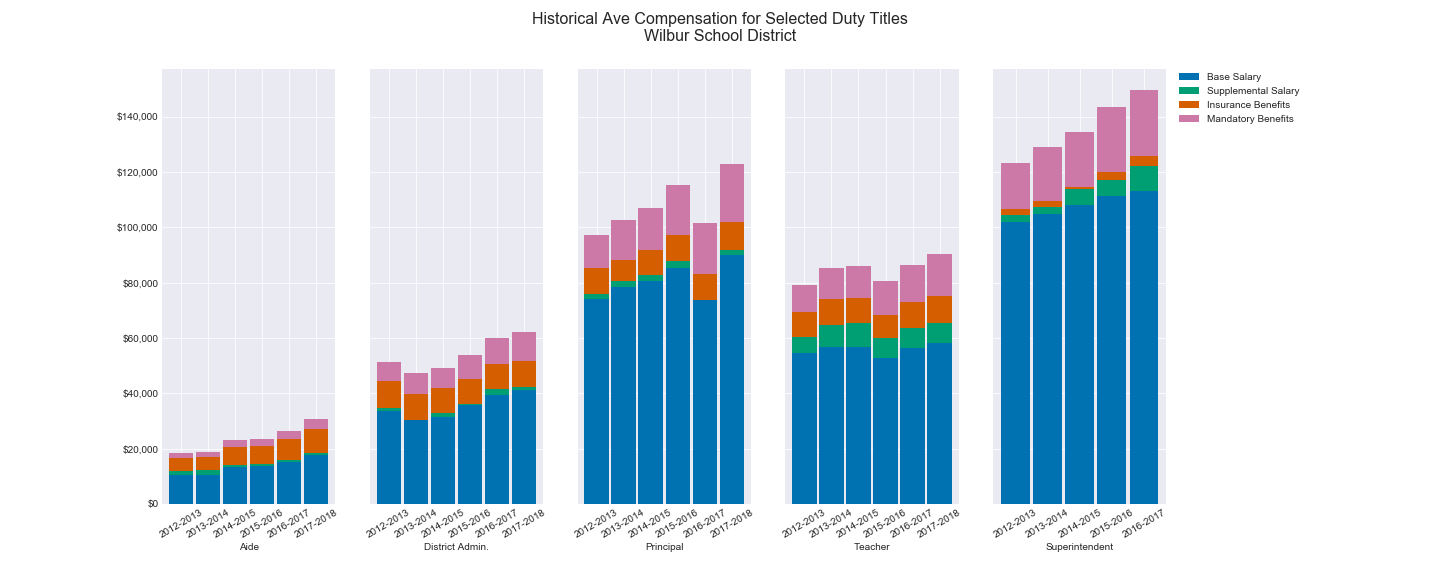 Historical Ave Compensation for Selected Duty Titles
Wilbur School District
Base Salary
Supplemental Salary
Insurance Benefits
Mandatory Benefits
$140,000
$120,000
$100,000
$80,000
$60,000
$40,000
$20,000
$0
2012-2013 2013-2014 2014-2015 2015-2016 2016-2017 2017-2018
Aide
2012-2013 2013-2014 2014-2015 2015-2016 2016-2017 2017-2018
District Admin.
2012-2013 2013-2014 2014-2015 2015-2016 2016-2017 2017-2018
Principal
2012-2013 2013-2014 2014-2015 2015-2016 2016-2017 2017-2018
Teacher
2012-2013 2013-2014 2014-2015 2015-2016 2016-2017
Superintendent